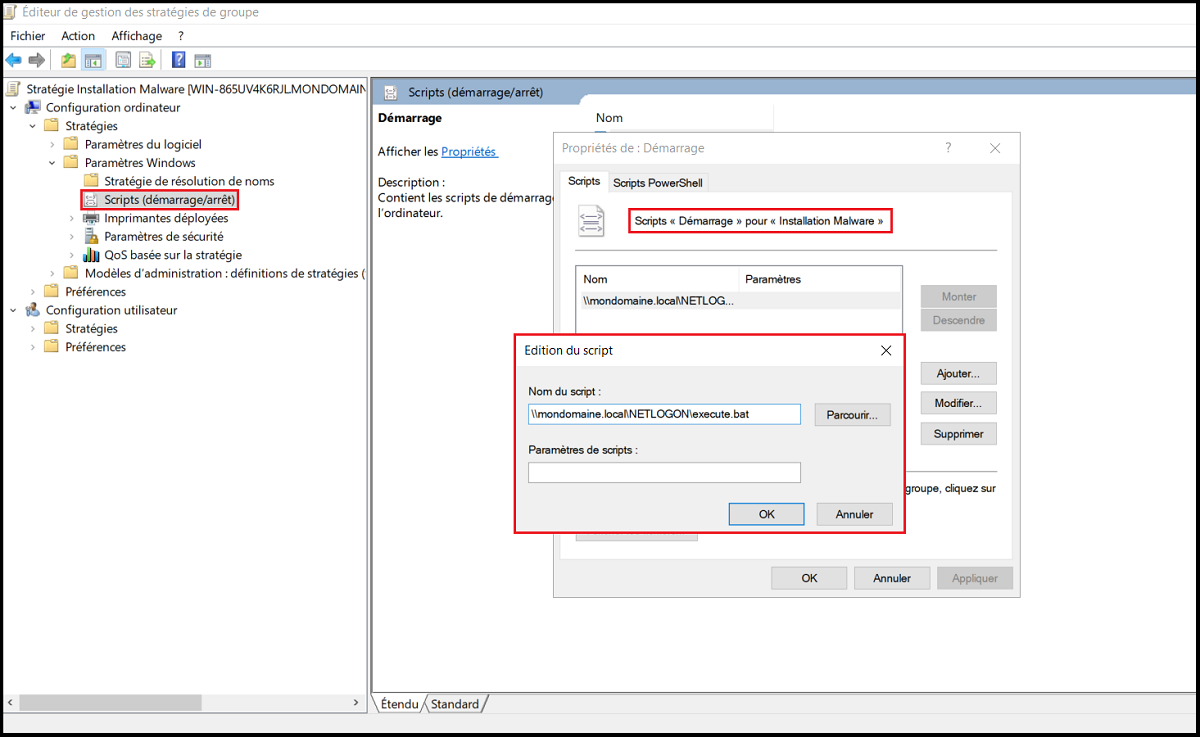 Éditeur de gestion des stratégies de groupe
Fichier Action Affichage ?
Stratégie Installation Malware [WIN-865UV4K6RJLMONDOMAIN
Configuration ordinateur
Stratégies
Paramètres du logiciel
Paramètres Windows
Stratégie de résolution de noms
Scripts (démarrage/arrêt)
Imprimantes déployées
Paramètres de sécurité
QoS basée sur la stratégie
Modèles d'administration : définitions de stratégies (
Préférences
Configuration utilisateur
Stratégies
Préférences
Scripts (démarrage/arrêt)
Démarrage
Afficher les Propriétés
Description :
Contient les scripts de démarrage
l'ordinateur.
Nom
Propriétés de : Démarrage ?
Scripts Scripts PowerShell
Scripts « Démarrage » pour « Installation Malware »
Nom Paramètres
\\mondomaine.local\NETLOG...
Monter
Descendre
Ajouter...
Modifier...
Supprimer
groupe, cliquez sur
Edition du script
Nom du script :
\\mondomaine.local\NETLOGON\execute.bat Parcourir...
Paramètres de scripts :
OK Annuler
OK Annuler Appliquer
Étendu Standard